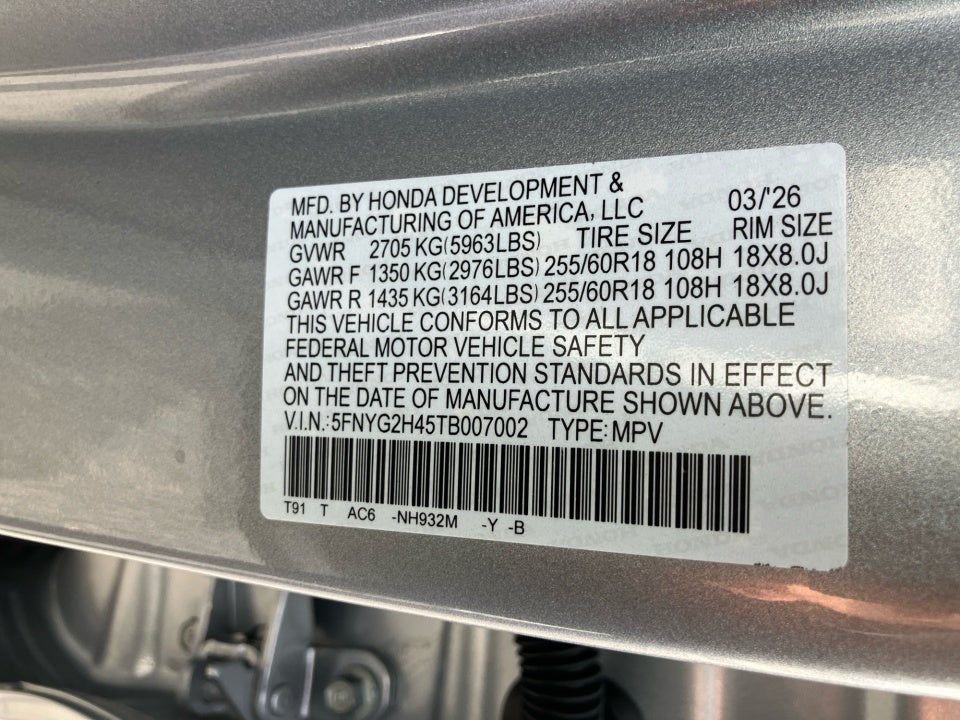 MFD. BY HONDA DEVELOPMENT &
MANUFACTURING OF AMERICA, LLC 03/'26
GVWR 2705 KG(5963LBS) TIRE SIZE RIM SIZE
GAWR F 1350 KG(2976LBS) 255/60R18 108H 18X8.0J
GAWR R 1435 KG(3164LBS) 255/60R18 108H 18X8.0J
THIS VEHICLE CONFORMS TO ALL APPLICABLE
FEDERAL MOTOR VEHICLE SAFETY
AND THEFT PREVENTION STANDARDS IN EFFECT
ON THE DATE OF MANUFACTURE SHOWN ABOVE.
V.I.N.:5FNYG2H45TB007002 TYPE:MPV
T91 T AC6 -NH932M -Y -B